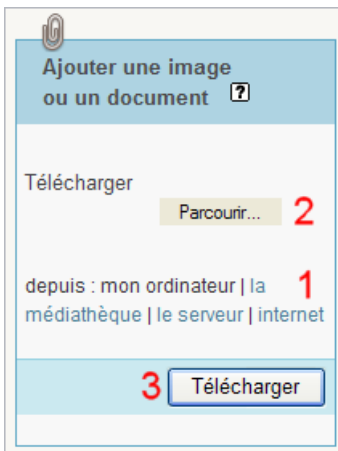 Ajouter une image
ou un document ?
Télécharger
Parcourir... 2
depuis : mon ordinateur | la 1
médiathèque | le serveur | internet
3 Télécharger